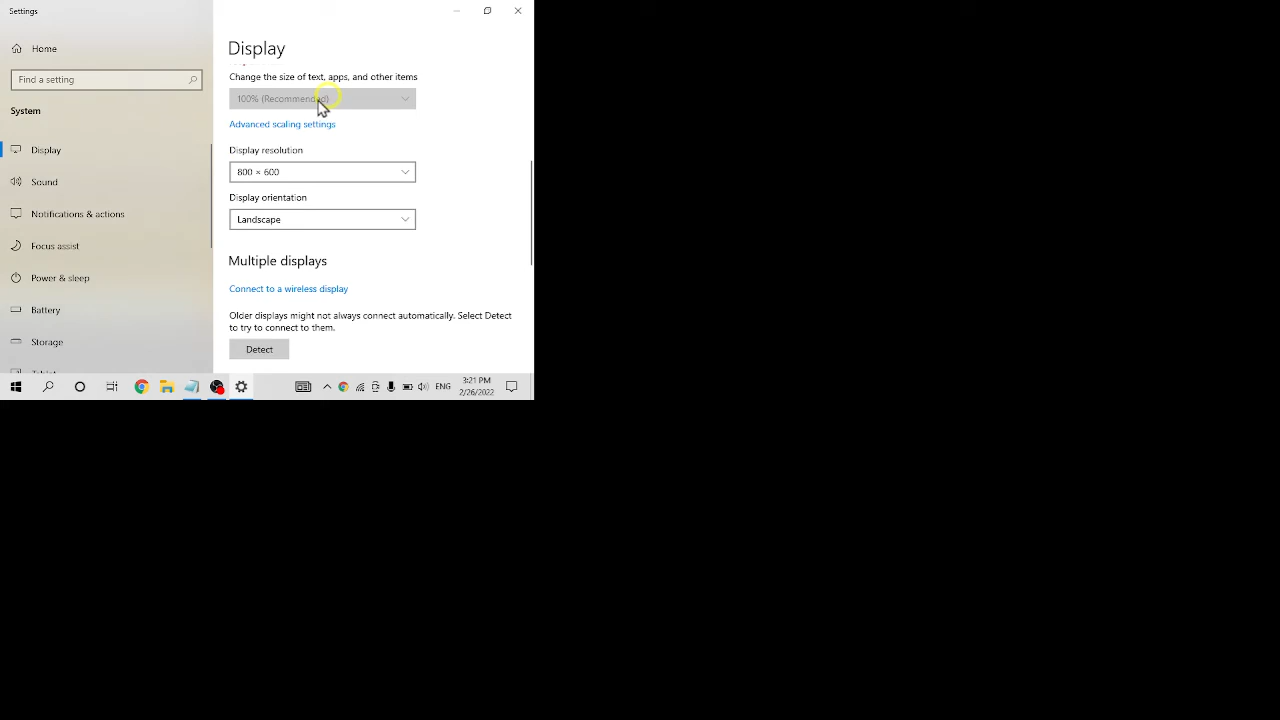 Settings
Home
Find a setting
System
Display
Sound
Notifications & actions
Focus assist
Power & sleep
Battery
Storage
Display
Change the size of text, apps, and other items
100% (Recommended)
Advanced scaling settings
Display resolution
800 × 600
Display orientation
Landscape
Multiple displays
Connect to a wireless display
Older displays might not always connect automatically. Select Detect
to try to connect to them.
Detect
ENG
3:21 PM
2/26/2022